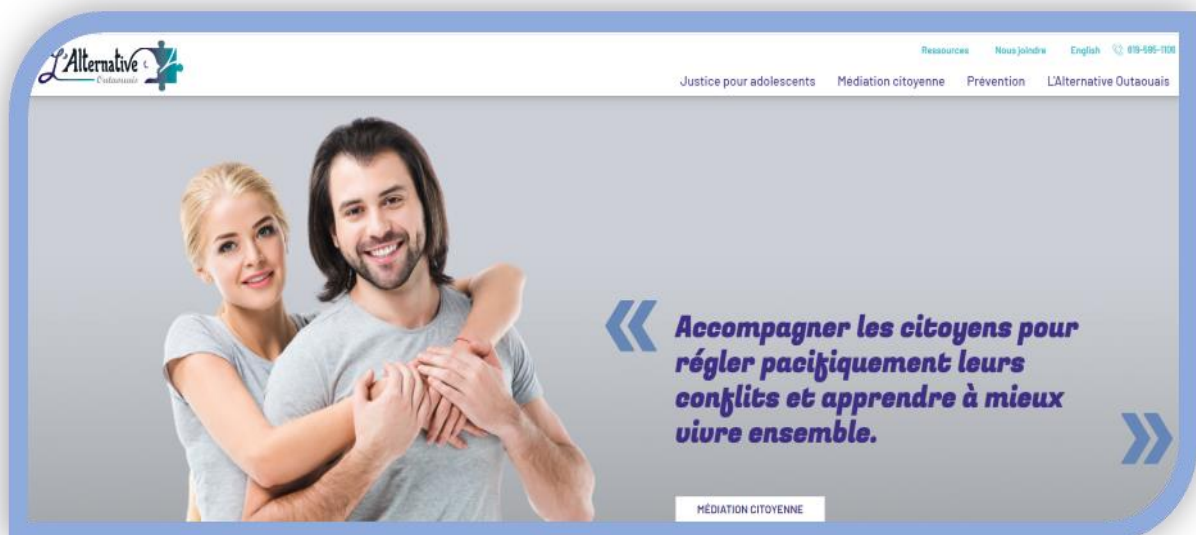 L'Alternative
Outaouais
Ressources Nous joindre English 819-595-1106
Justice pour adolescents Médiation citoyenne Prévention L'Alternative Outaouais
« Accompagner les citoyens pour
régler pacifiquement leurs
conflits et apprendre à mieux
vivre ensemble. »
MÉDIATION CITOYENNE